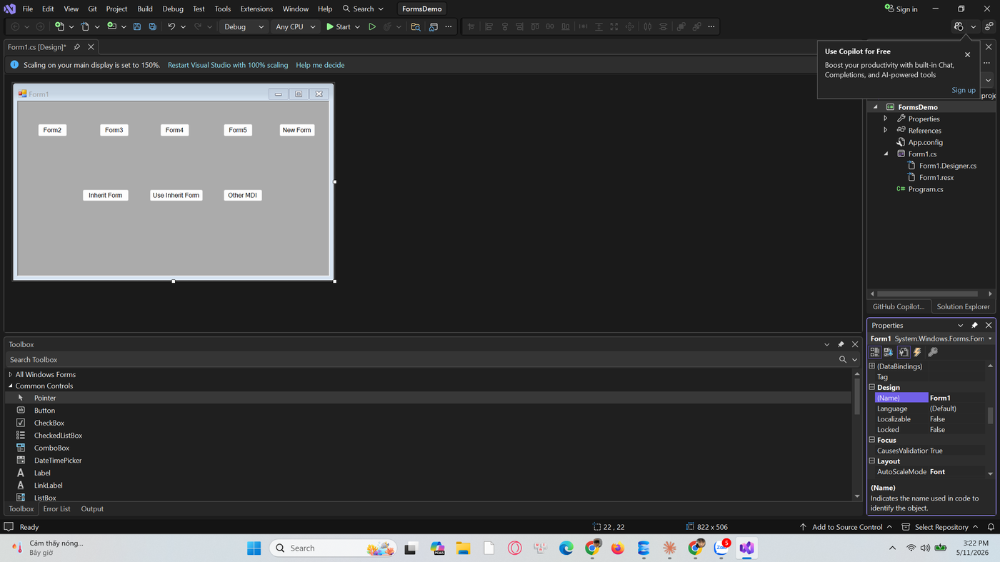 File Edit View Git Project Build Debug Test Tools Extensions Window Help Search FormsDemo Sign in
Debug Any CPU Start
Form1.cs [Design]*
Scaling on your main display is set to 150%. Restart Visual Studio with 100% scaling Help me decide
Use Copilot for Free
Boost your productivity with built-in Chat,
Completions, and AI-powered tools
Sign up
Form1
Form2 Form3 Form4 Form5 New Form
Inherit Form Use Inherit Form Other MDI
proje
FormsDemo
Properties
References
App.config
Form1.cs
Form1.Designer.cs
Form1.resx
C# Program.cs
GitHub Copilot... Solution Explorer
Toolbox
Search Toolbox
All Windows Forms
Common Controls
Pointer
Button
CheckBox
CheckedListBox
ComboBox
DateTimePicker
Label
LinkLabel
ListBox
Toolbox Error List Output
Properties
Form1 System.Windows.Forms.Form
(DataBindings)
Tag
Design
(Name) Form1
Language (Default)
Localizable False
Locked False
Focus
CausesValidation True
Layout
AutoScaleMode Font
(Name)
Indicates the name used in code to
identify the object.
Ready 22 , 22 822 x 506 Add to Source Control Select Repository
Cảm thấy nóng...
Bây giờ
Search
M365
Zalo
5
3:22 PM
5/11/2026